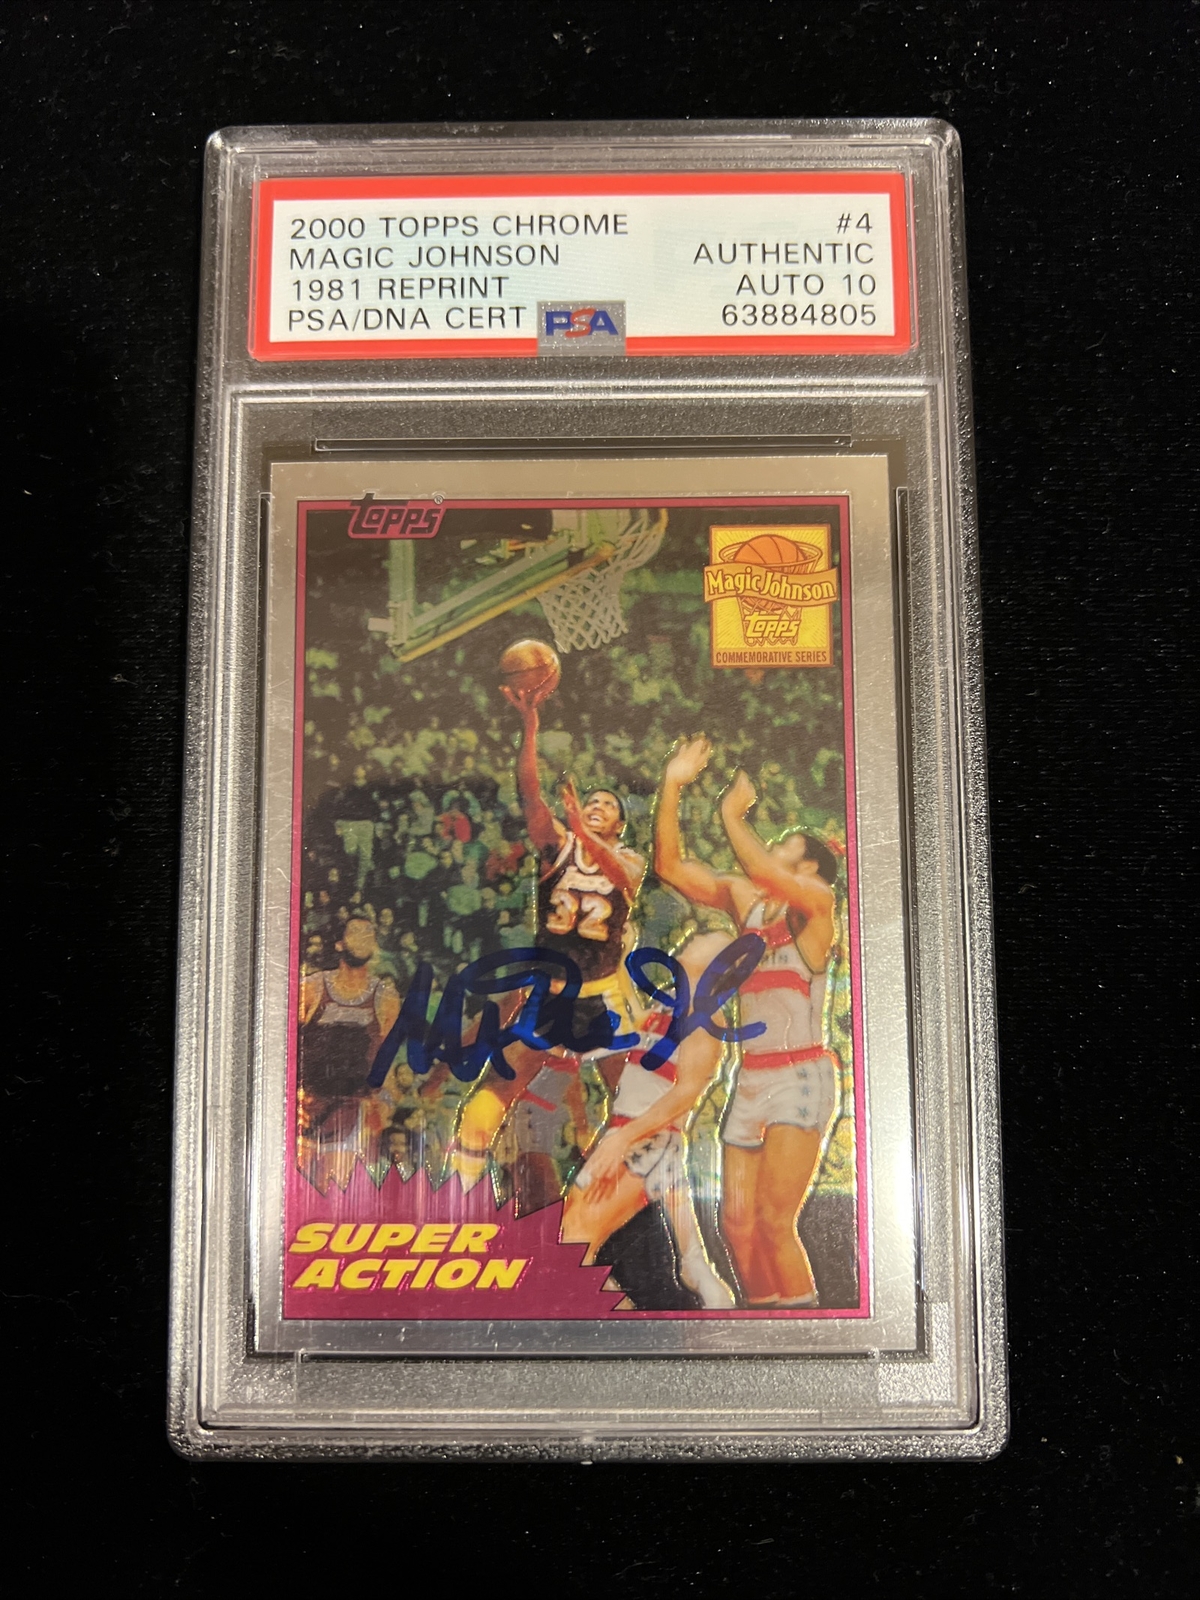 2000 TOPPS CHROME #4
MAGIC JOHNSON AUTHENTIC
1981 REPRINT AUTO 10
PSA/DNA CERT PSA 63884805
Topps®
Magic Johnson
Topps
COMMEMORATIVE SERIES
32
SUPER
ACTION